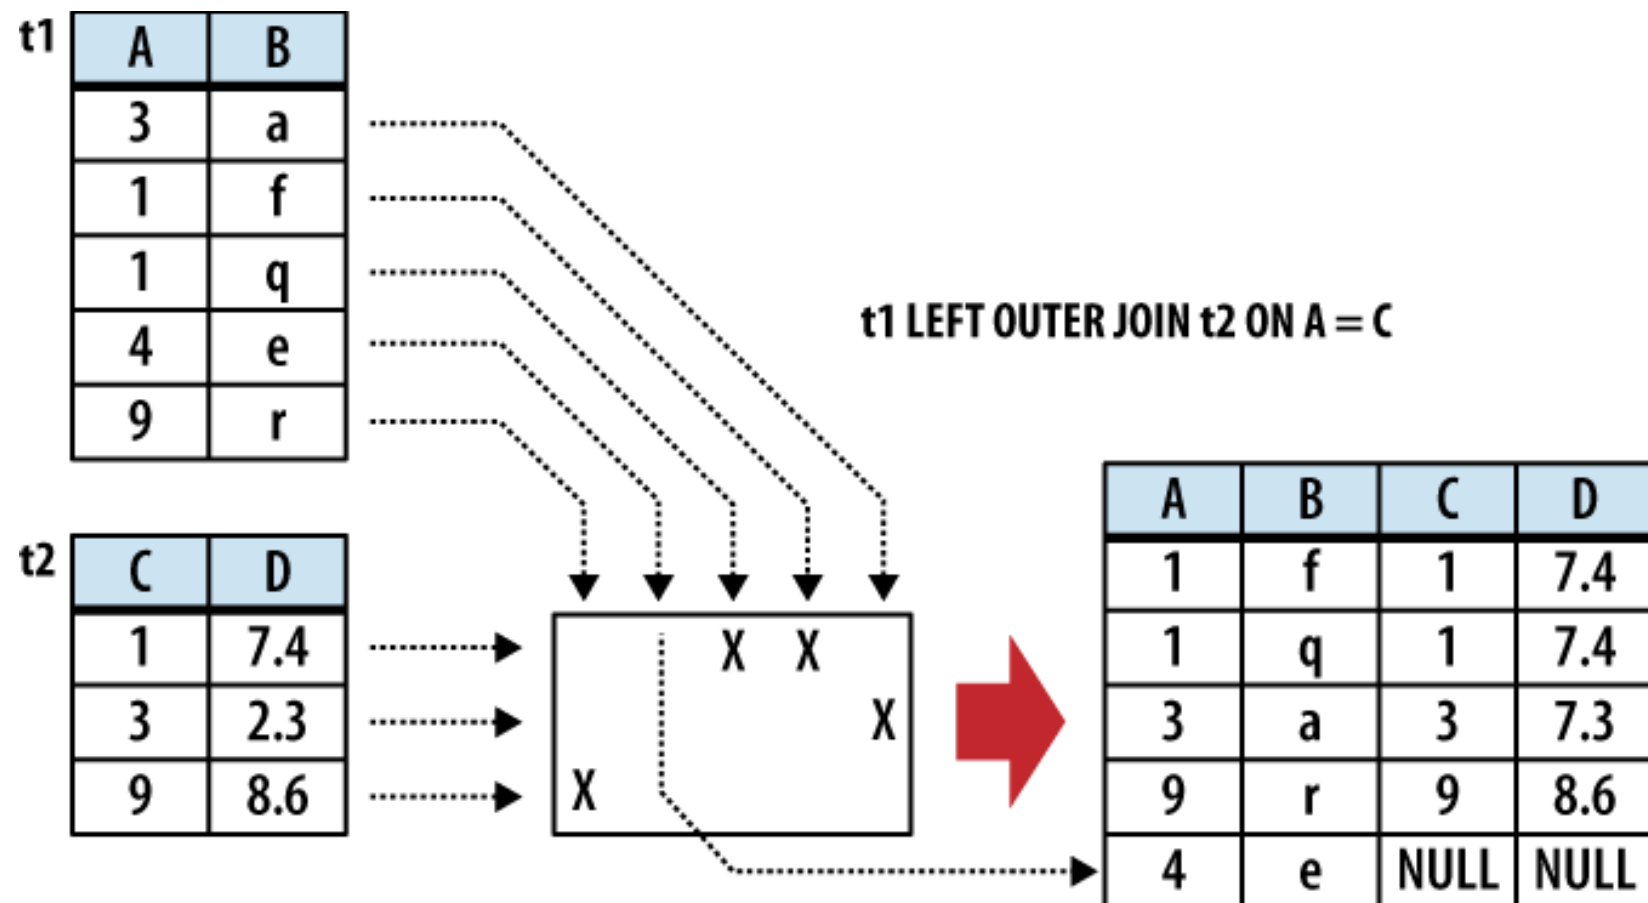 t1
A B
3 a
1 f
1 q
4 e
9 r
t1 LEFT OUTER JOIN t2 ON A = C
t2
C D
1 7.4
3 2.3
9 8.6
X X
X
X
A B C D
1 f 1 7.4
1 q 1 7.4
3 a 3 7.3
9 r 9 8.6
4 e NULL NULL